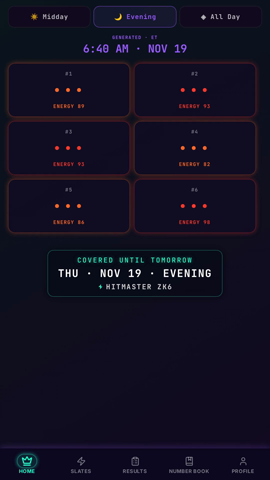 Midday
Evening
All Day
GENERATED · ET
6:40 AM · NOV 19
#1
ENERGY 89
#2
ENERGY 93
#3
ENERGY 92
#4
ENERGY 82
#5
ENERGY 86
#6
ENERGY 98
COVERED UNTIL TOMORROW
THU · NOV 19 · EVENING
HITMASTER ZK6
HOME
SLATES
RESULTS
NUMBER BOOK
PROFILE